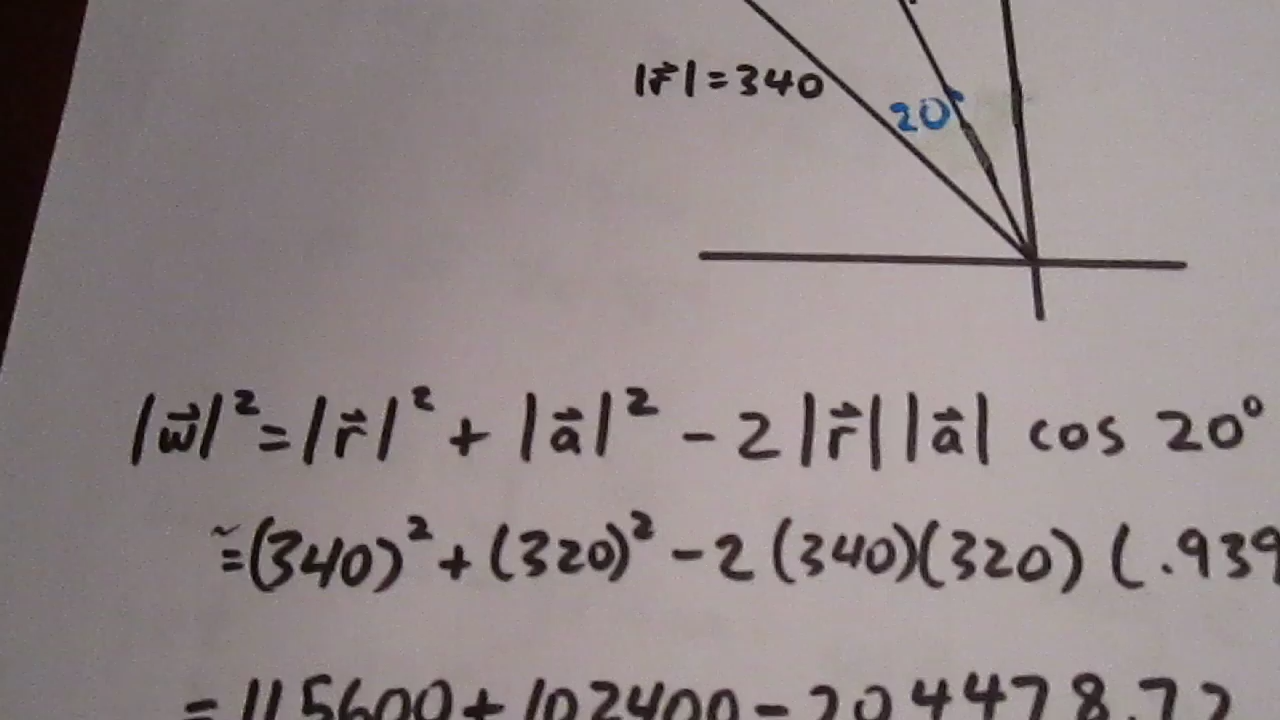 |r⃗| = 340
20°
|w⃗|² = |r⃗|² + |a⃗|² - 2 |r⃗| |a⃗| cos 20°
≅ (340)² + (320)² - 2 (340)(320) (.939
= 115600 + 102400 - 204478.72